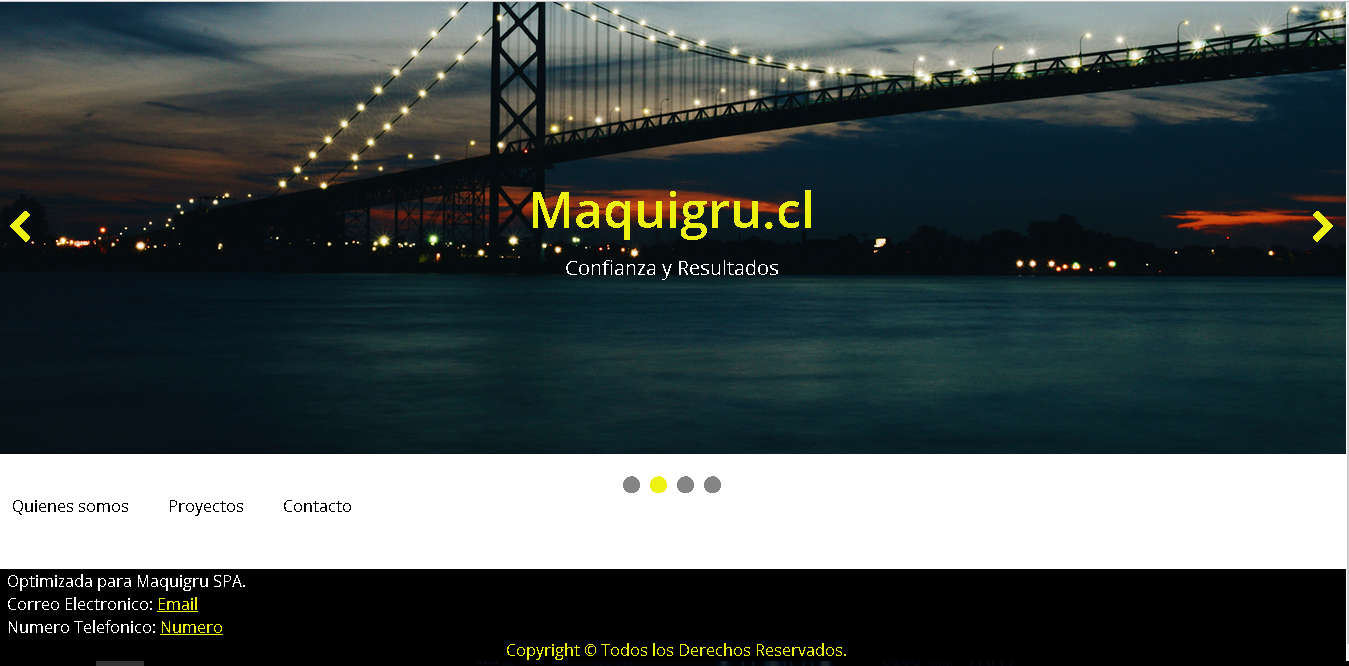 Maquigru.cl
Confianza y Resultados
Quienes somos Proyectos Contacto
Optimizada para Maquigru SPA.
Correo Electronico: Email
Numero Telefonico: Numero
Copyright © Todos los Derechos Reservados.